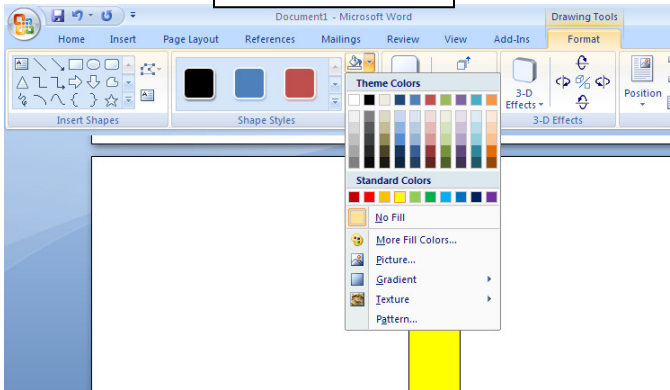 Document1 - Microsoft Word
Drawing Tools
Home Insert Page Layout References Mailings Review View Add-Ins Format
Theme Colors
3-D
Effects
Position
Insert Shapes
Shape Styles
3-D Effects
Standard Colors
No Fill
More Fill Colors...
Picture...
Gradient
Texture
Pattern...